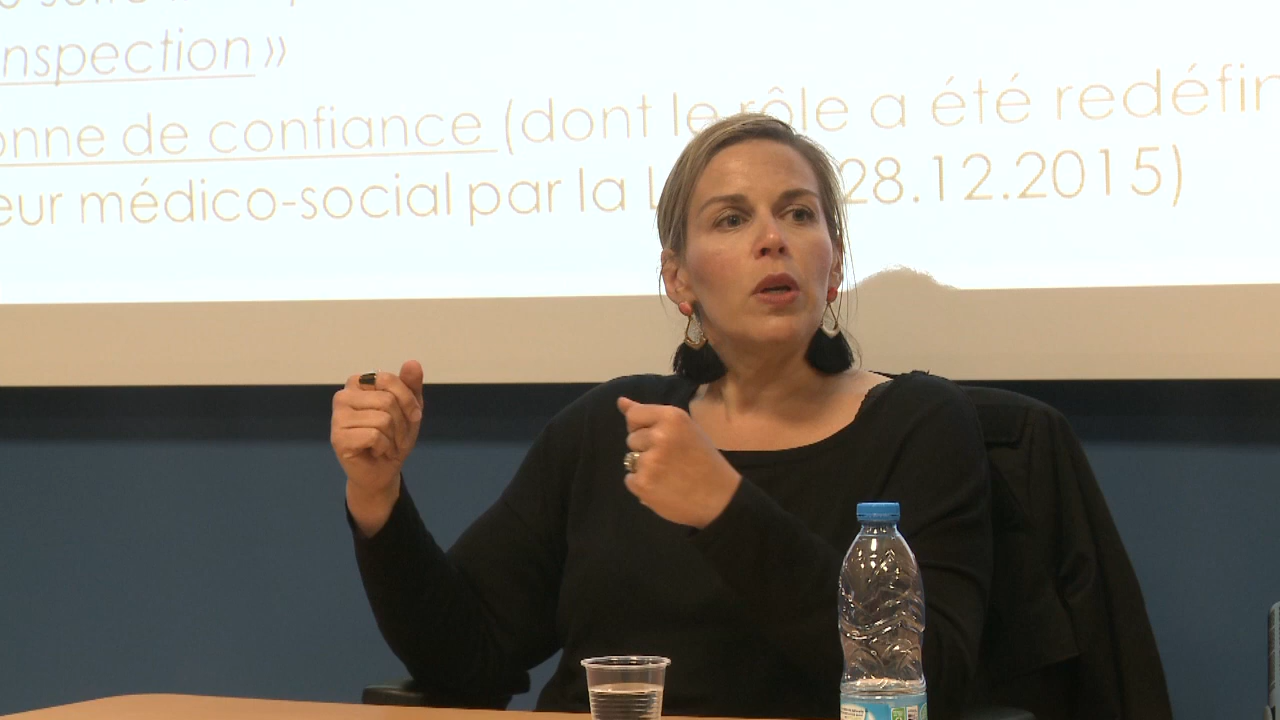 nspection »
onne de confiance (dont le rôle a été redéfin
eur médico-social par la L 28.12.2015)